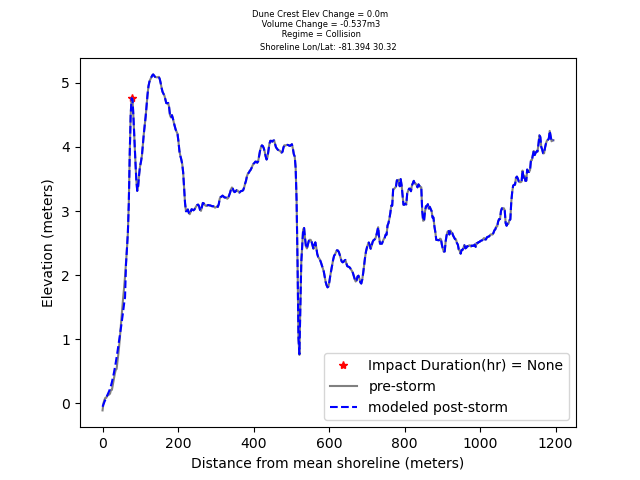 Dune Crest Elev Change = 0.0m
Volume Change = -0.537m3
Regime = Collision
Shoreline Lon/Lat: -81.394 30.32
5
4
3
2
1
0
Elevation (meters)
Impact Duration(hr) = None
pre-storm
modeled post-storm
0 200 400 600 800 1000 1200
Distance from mean shoreline (meters)